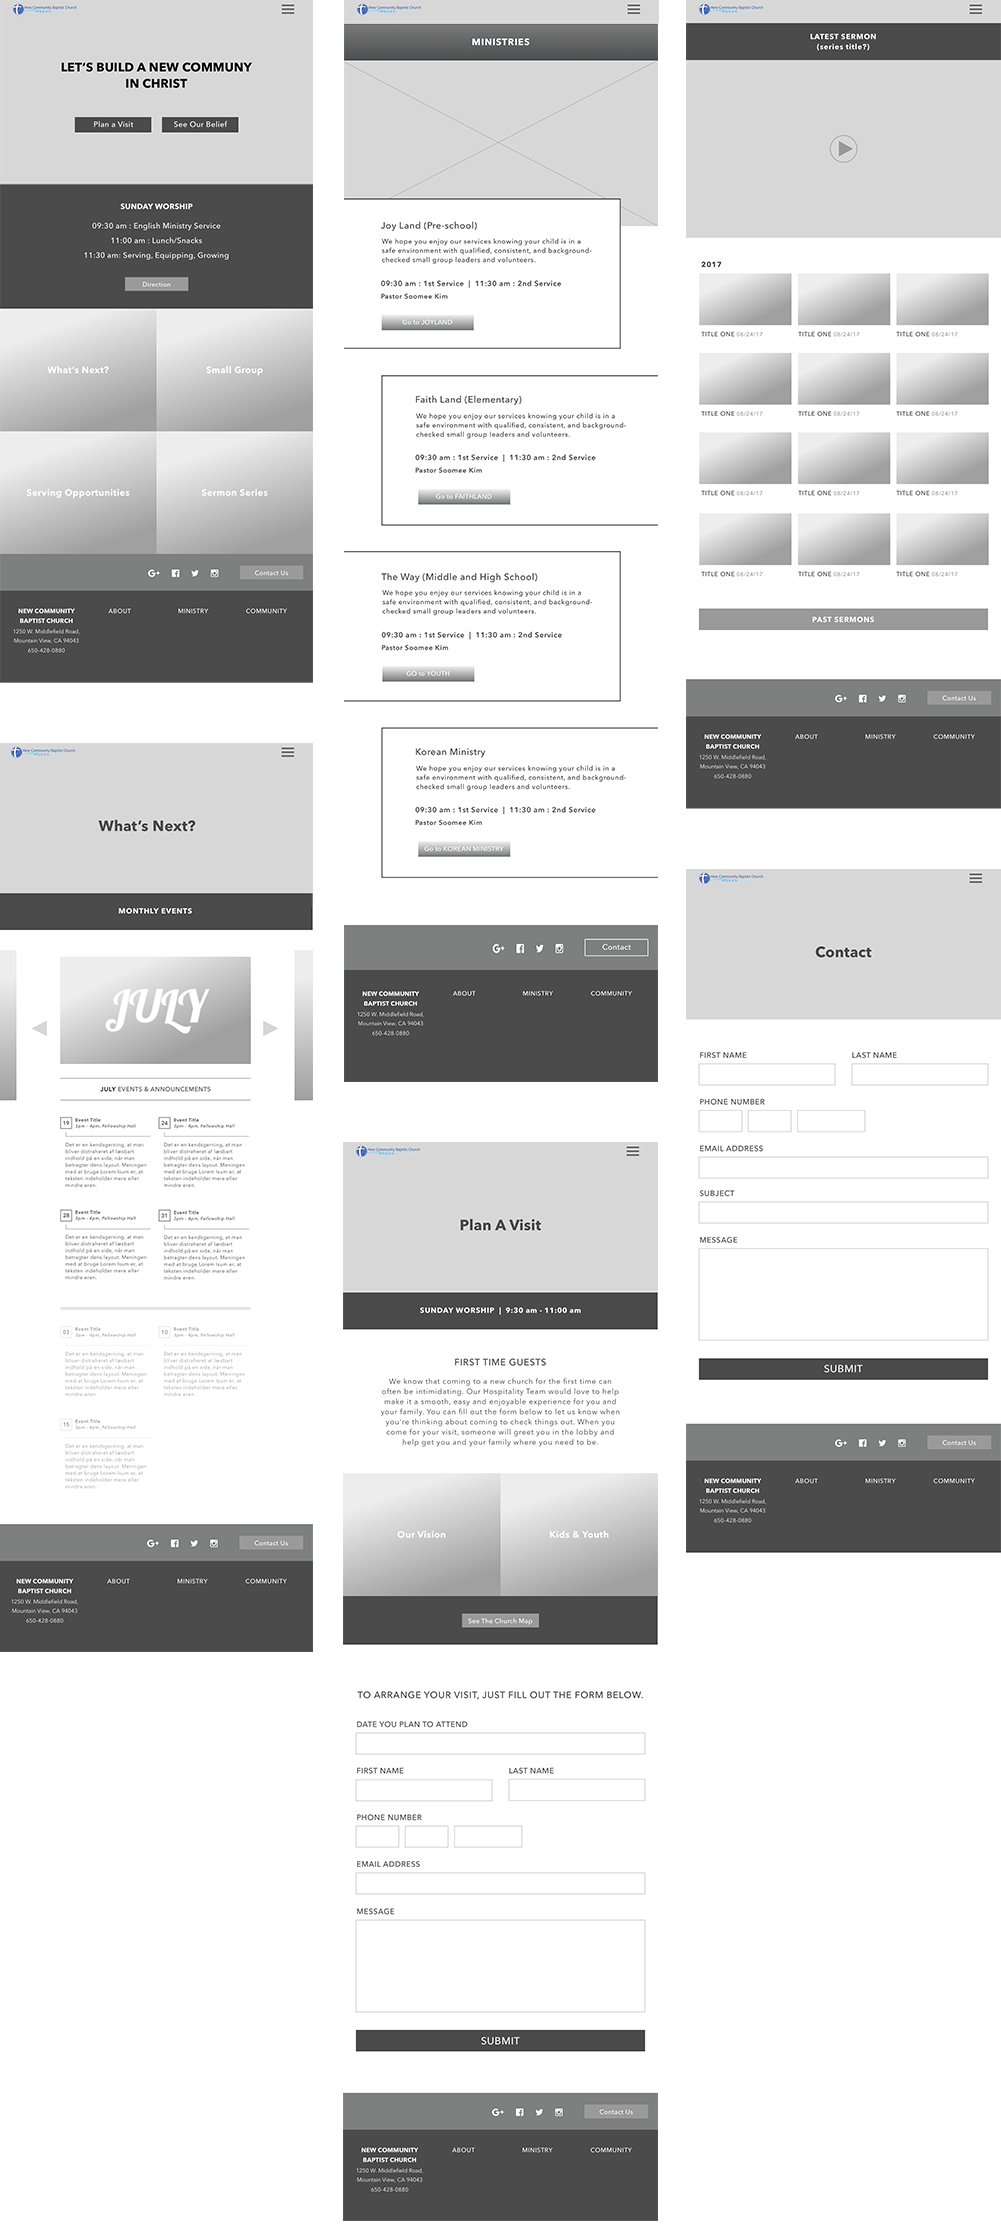 New Community Baptist Church
LET'S BUILD A NEW COMMUNY
IN CHRIST
Plan a Visit
See Our Belief
SUNDAY WORSHIP
09:30 am : English Ministry Service
11:00 am : Lunch/Snacks
11:30 am: Serving, Equipping, Growing
Direction
What's Next?
Small Group
Serving Opportunities
Sermon Series
G+
Contact Us
NEW COMMUNITY
BAPTIST CHURCH
1250 W. Middlefield Road,
Mountain View, CA 94043
650-428-0880
ABOUT
MINISTRY
COMMUNITY
New Community Baptist Church
What's Next?
MONTHLY EVENTS
JULY
JULY EVENTS & ANNOUNCEMENTS
19
Event Title
3pm - 4pm, Fellowship Hall
Det er en kendsgerning, at man
bliver distraheret af læsbart
indhold på en side, når man
betragter dens layout. Meningen
med at bruge Lorem Isum er, at
teksten indeholder mere eller
mindre eren.
24
Event Title
3pm - 4pm, Fellowship Hall
Det er en kendsgerning, at man
bliver distraheret af læsbart
indhold på en side, når man
betragter dens layout. Meningen
med at bruge Lorem Isum er, at
teksten indeholder mere eller
mindre eren.
28
Event Title
3pm - 4pm, Fellowship Hall
Det er en kendsgerning, at man
bliver distraheret af læsbart
indhold på en side, når man
betragter dens layout. Meningen
med at bruge Lorem Isum er, at
teksten indeholder mere eller
mindre eren.
31
Event Title
3pm - 4pm, Fellowship Hall
Det er en kendsgerning, at man
bliver distraheret af læsbart
indhold på en side, når man
betragter dens layout. Meningen
med at bruge Lorem Isum er, at
teksten indeholder mere eller
mindre eren.
03
Event Title
3pm - 4pm, Fellowship Hall
Det er en kendsgerning, at man
bliver distraheret af læsbart
indhold på en side, når man
betragter dens layout. Meningen
med at bruge Lorem Isum er, at
teksten indeholder mere eller
mindre eren.
10
Event Title
3pm - 4pm, Fellowship Hall
Det er en kendsgerning, at man
bliver distraheret af læsbart
indhold på en side, når man
betragter dens layout. Meningen
med at bruge Lorem Isum er, at
teksten indeholder mere eller
mindre eren.
15
Event Title
3pm - 4pm, Fellowship Hall
Det er en kendsgerning, at man
bliver distraheret af læsbart
indhold på en side, når man
betragter dens layout. Meningen
med at bruge Lorem Isum er, at
teksten indeholder mere eller
mindre eren.
G+
Contact Us
NEW COMMUNITY
BAPTIST CHURCH
1250 W. Middlefield Road,
Mountain View, CA 94043
650-428-0880
ABOUT
MINISTRY
COMMUNITY
New Community Baptist Church
MINISTRIES
Joy Land (Pre-school)
We hope you enjoy our services knowing your child is in a
safe environment with qualified, consistent, and background-
checked small group leaders and volunteers.
09:30 am : 1st Service | 11:30 am : 2nd Service
Pastor Soomee Kim
Go to JOYLAND
Faith Land (Elementary)
We hope you enjoy our services knowing your child is in a
safe environment with qualified, consistent, and background-
checked small group leaders and volunteers.
09:30 am : 1st Service | 11:30 am : 2nd Service
Pastor Soomee Kim
Go to FAITHLAND
The Way (Middle and High School)
We hope you enjoy our services knowing your child is in a
safe environment with qualified, consistent, and background-
checked small group leaders and volunteers.
09:30 am : 1st Service | 11:30 am : 2nd Service
Pastor Soomee Kim
GO to YOUTH
Korean Ministry
We hope you enjoy our services knowing your child is in a
safe environment with qualified, consistent, and background-
checked small group leaders and volunteers.
09:30 am : 1st Service | 11:30 am : 2nd Service
Pastor Soomee Kim
Go to KOREAN MINISTRY
G+
Contact
NEW COMMUNITY
BAPTIST CHURCH
1250 W. Middlefield Road,
Mountain View, CA 94043
650-428-0880
ABOUT
MINISTRY
COMMUNITY
New Community Baptist Church
Plan A Visit
SUNDAY WORSHIP | 9:30 am - 11:00 am
FIRST TIME GUESTS
We know that coming to a new church for the first time can
often be intimidating. Our Hospitality Team would love to help
make it a smooth, easy and enjoyable experience for you and
your family. You can fill out the form below to let us know when
you're thinking about coming to check things out. When you
come for your visit, someone will greet you in the lobby and
help get you and your family where you need to be.
Our Vision
Kids & Youth
See The Church Map
TO ARRANGE YOUR VISIT, JUST FILL OUT THE FORM BELOW.
DATE YOU PLAN TO ATTEND
FIRST NAME
LAST NAME
PHONE NUMBER
EMAIL ADDRESS
MESSAGE
SUBMIT
G+
Contact Us
NEW COMMUNITY
BAPTIST CHURCH
1250 W. Middlefield Road,
Mountain View, CA 94043
650-428-0880
ABOUT
MINISTRY
COMMUNITY
New Community Baptist Church
LATEST SERMON
(series title?)
2017
TITLE ONE 08/24/17
TITLE ONE 08/24/17
TITLE ONE 08/24/17
TITLE ONE 08/24/17
TITLE ONE 08/24/17
TITLE ONE 08/24/17
TITLE ONE 08/24/17
TITLE ONE 08/24/17
TITLE ONE 08/24/17
TITLE ONE 08/24/17
TITLE ONE 08/24/17
TITLE ONE 08/24/17
PAST SERMONS
G+
Contact Us
NEW COMMUNITY
BAPTIST CHURCH
1250 W. Middlefield Road,
Mountain View, CA 94043
650-428-0880
ABOUT
MINISTRY
COMMUNITY
New Community Baptist Church
Contact
FIRST NAME
LAST NAME
PHONE NUMBER
EMAIL ADDRESS
SUBJECT
MESSAGE
SUBMIT
G+
Contact Us
NEW COMMUNITY
BAPTIST CHURCH
1250 W. Middlefield Road,
Mountain View, CA 94043
650-428-0880
ABOUT
MINISTRY
COMMUNITY